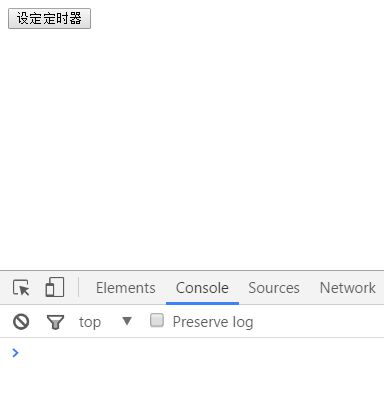 设定定时器
Elements Console Sources Network
top Preserve log